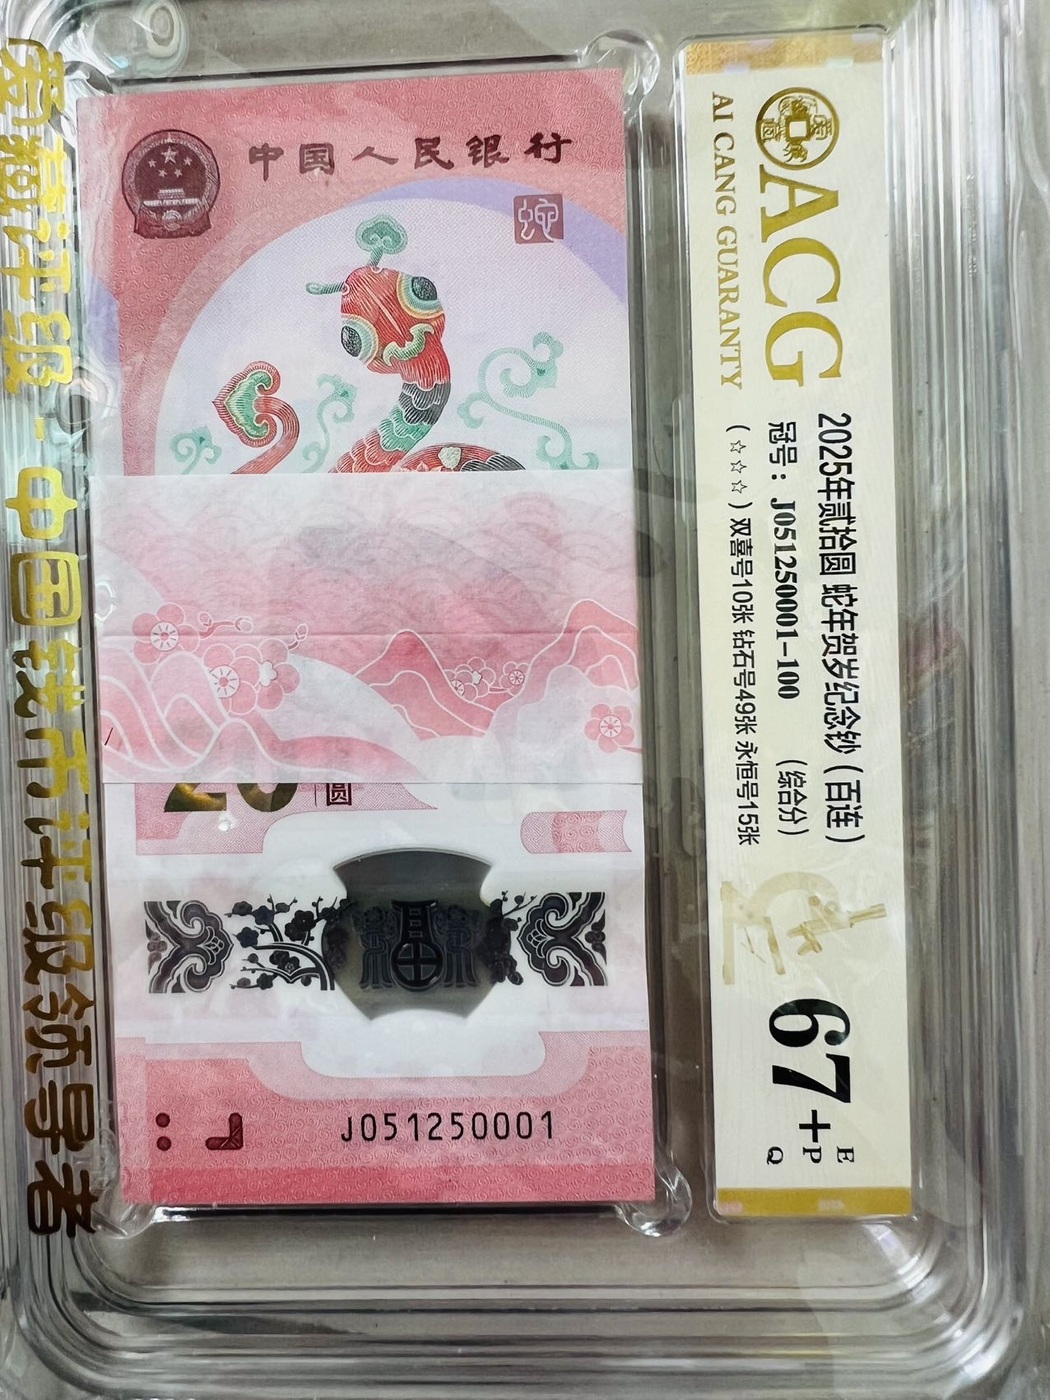 爱藏评级-中国钱币评级领导者
中国人民银行
蛇
20 圆
J051250001
ACG
AI CANG GUARANTY
2025年贰拾圆 蛇年贺岁纪念钞（百连）
冠号：J051250001-100 （综合分）
（☆☆☆）双喜号10张 钻石号49张 永恒号15张
67+
E
P
Q